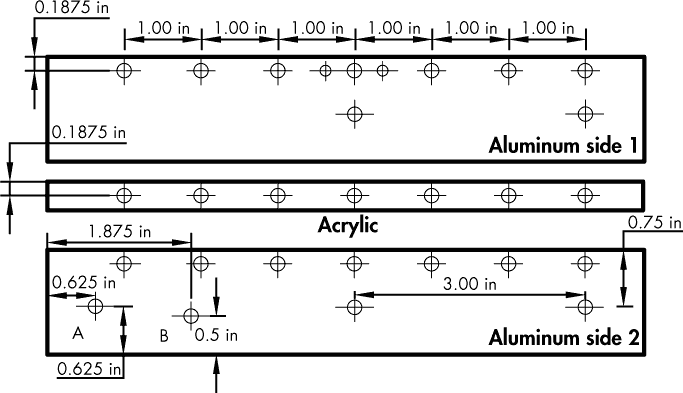 0.1875 in
1.00 in 1.00 in 1.00 in 1.00 in 1.00 in 1.00 in
0.1875 in
Aluminum side 1
Acrylic
0.75 in
1.875 in
0.625 in
3.00 in
A B 0.5 in
Aluminum side 2
0.625 in